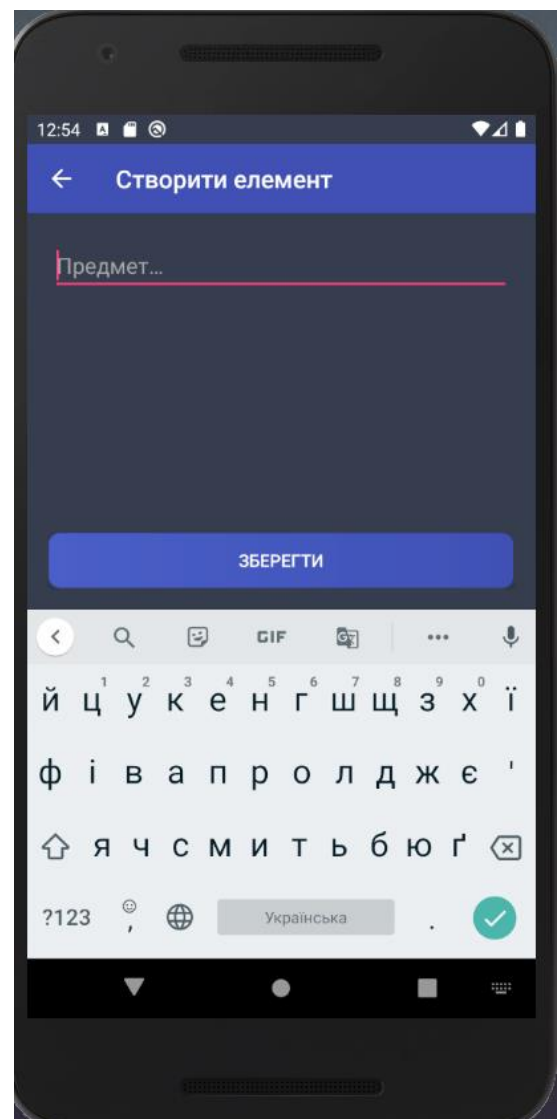 12:54
Створити елемент
Предмет...
ЗБЕРЕГТИ
GIF
1 2 3 4 5 6 7 8 9 0
й ц у к е н г ш щ з х ї
ф і в а п р о л д ж є '
я ч с м и т ь б ю ґ
?123 , Українська .